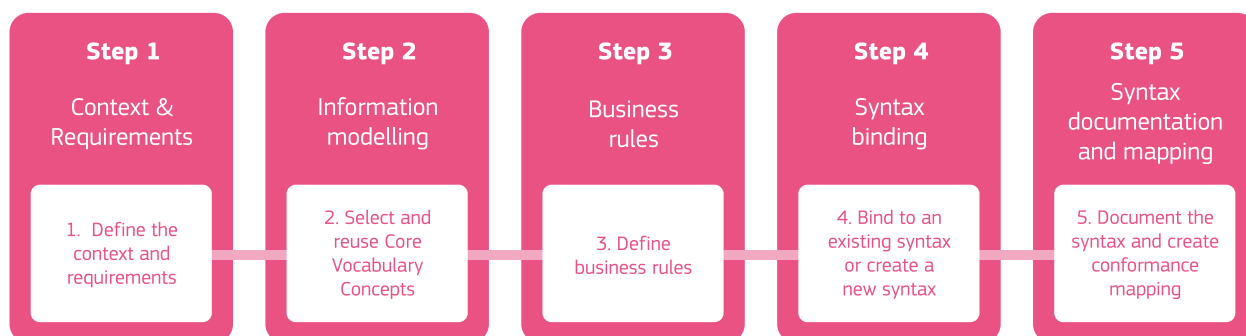 Step 1
Context &
Requirements
1. Define the
context and
requirements
Step 2
Information
modelling
2. Select and
reuse Core
Vocabulary
Concepts
Step 3
Business
rules
3. Define
business rules
Step 4
Syntax
binding
4. Bind to an
existing syntax
or create a
new syntax
Step 5
Syntax
documentation
and mapping
5. Document the
syntax and create
conformance
mapping